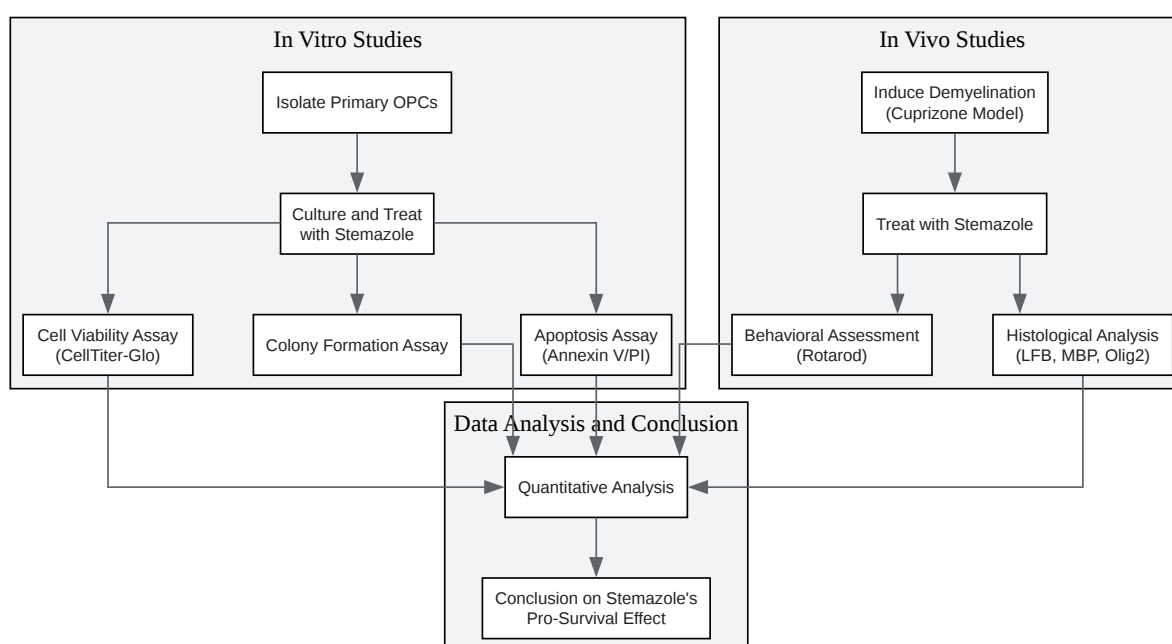 In Vitro Studies
Isolate Primary OPCs
Culture and Treat
with Stemazole
Cell Viability Assay
(CellTiter-Glo)
Colony Formation Assay
Apoptosis Assay
(Annexin V/PI)
In Vivo Studies
Induce Demyelination
(Cuprizone Model)
Treat with Stemazole
Behavioral Assessment
(Rotarod)
Histological Analysis
(LFB, MBP, Olig2)
Data Analysis and Conclusion
Quantitative Analysis
Conclusion on Stemazole's
Pro-Survival Effect